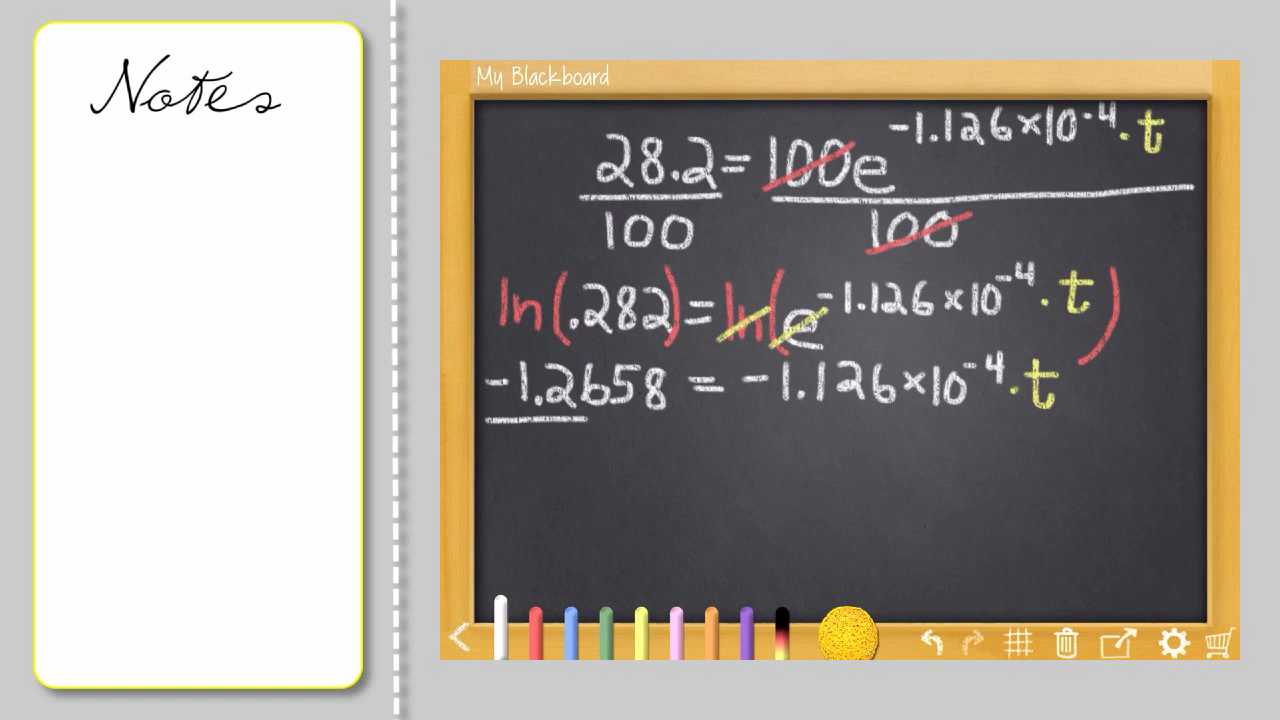 Notes
My Blackboard
28.2 = 100e^-1.126×10^-4·t
100 100
ln(.282) = ln(e^-1.126×10^-4·t)
-1.2658 = -1.126×10^-4·t